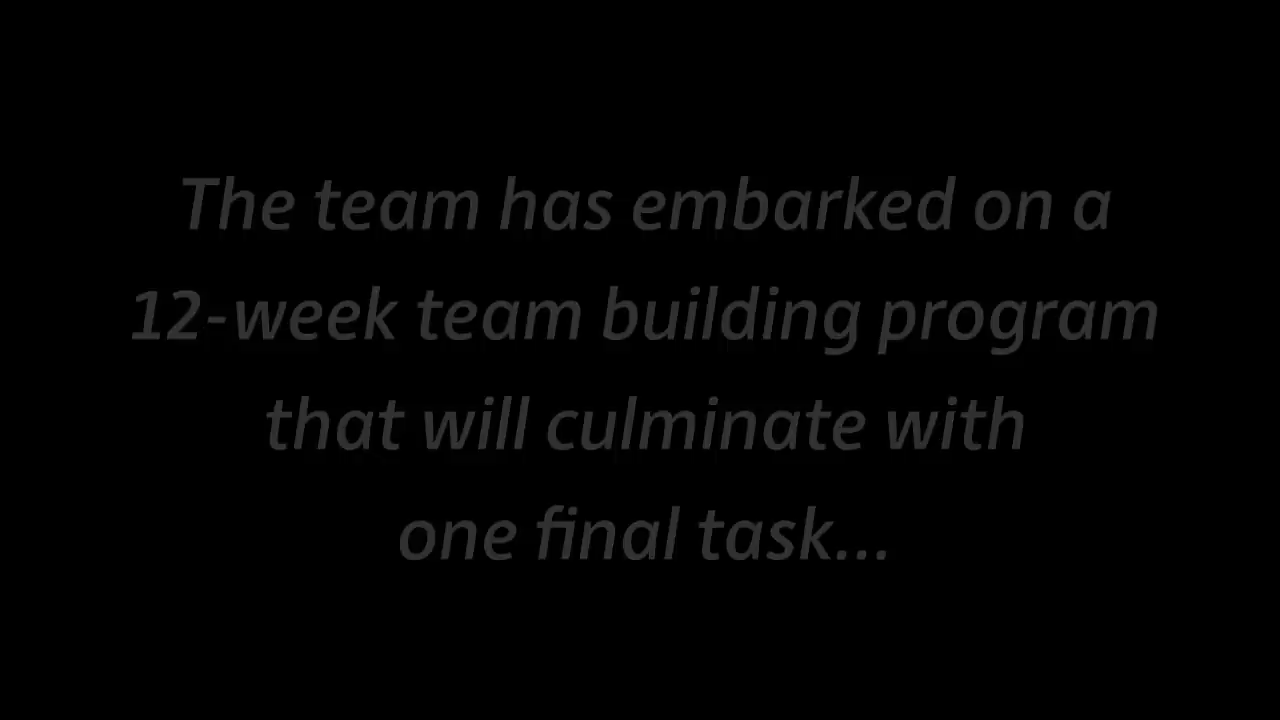 The team has embarked on a
12-week team building program
that will culminate with
one final task...